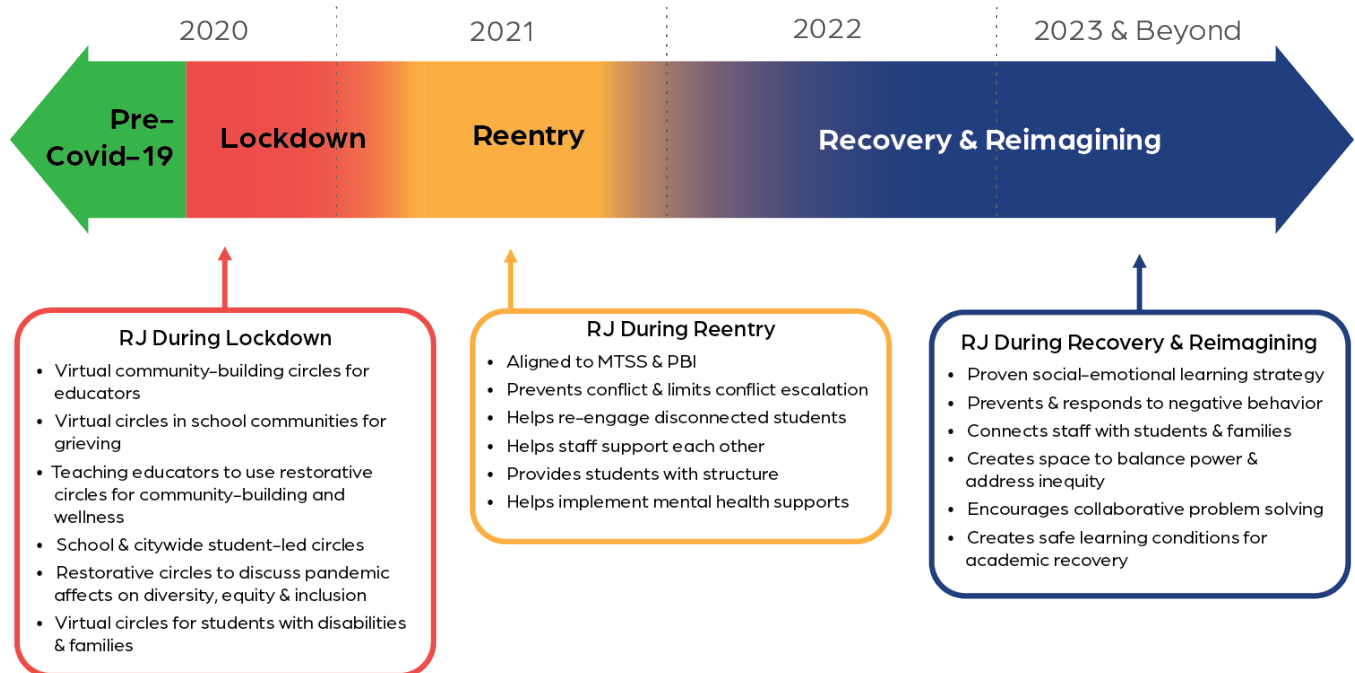 2020
2021
2022
2023 & Beyond
Pre-
Covid-19
Lockdown
Reentry
Recovery & Reimagining
RJ During Lockdown
• Virtual community-building circles for
educators
• Virtual circles in school communities for
grieving
• Teaching educators to use restorative
circles for community-building and
wellness
• School & citywide student-led circles
• Restorative circles to discuss pandemic
affects on diversity, equity & inclusion
• Virtual circles for students with disabilities
& families
RJ During Reentry
• Aligned to MTSS & PBI
• Prevents conflict & limits conflict escalation
• Helps re-engage disconnected students
• Helps staff support each other
• Provides students with structure
• Helps implement mental health supports
RJ During Recovery & Reimagining
• Proven social-emotional learning strategy
• Prevents & responds to negative behavior
• Connects staff with students & families
• Creates space to balance power &
address inequity
• Encourages collaborative problem solving
• Creates safe learning conditions for
academic recovery